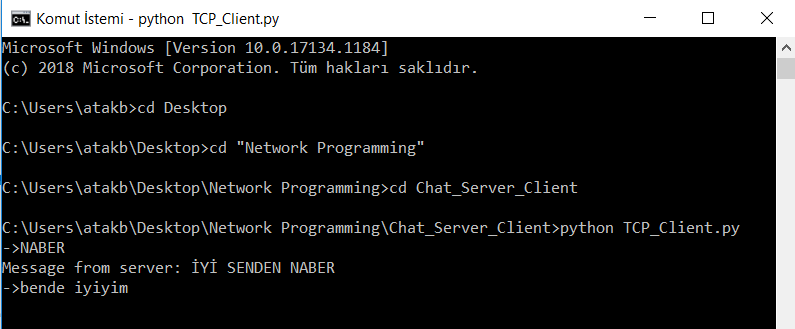 Komut İstemi - python  TCP_Client.py
Microsoft Windows [Version 10.0.17134.1184]
(c) 2018 Microsoft Corporation. Tüm hakları saklıdır.
C:\Users\atakb>cd Desktop
C:\Users\atakb\Desktop>cd "Network Programming"
C:\Users\atakb\Desktop\Network Programming>cd Chat_Server_Client
C:\Users\atakb\Desktop\Network Programming\Chat_Server_Client>python TCP_Client.py
->NABER
Message from server: İYİ SENDEN NABER
->bende iyiyim